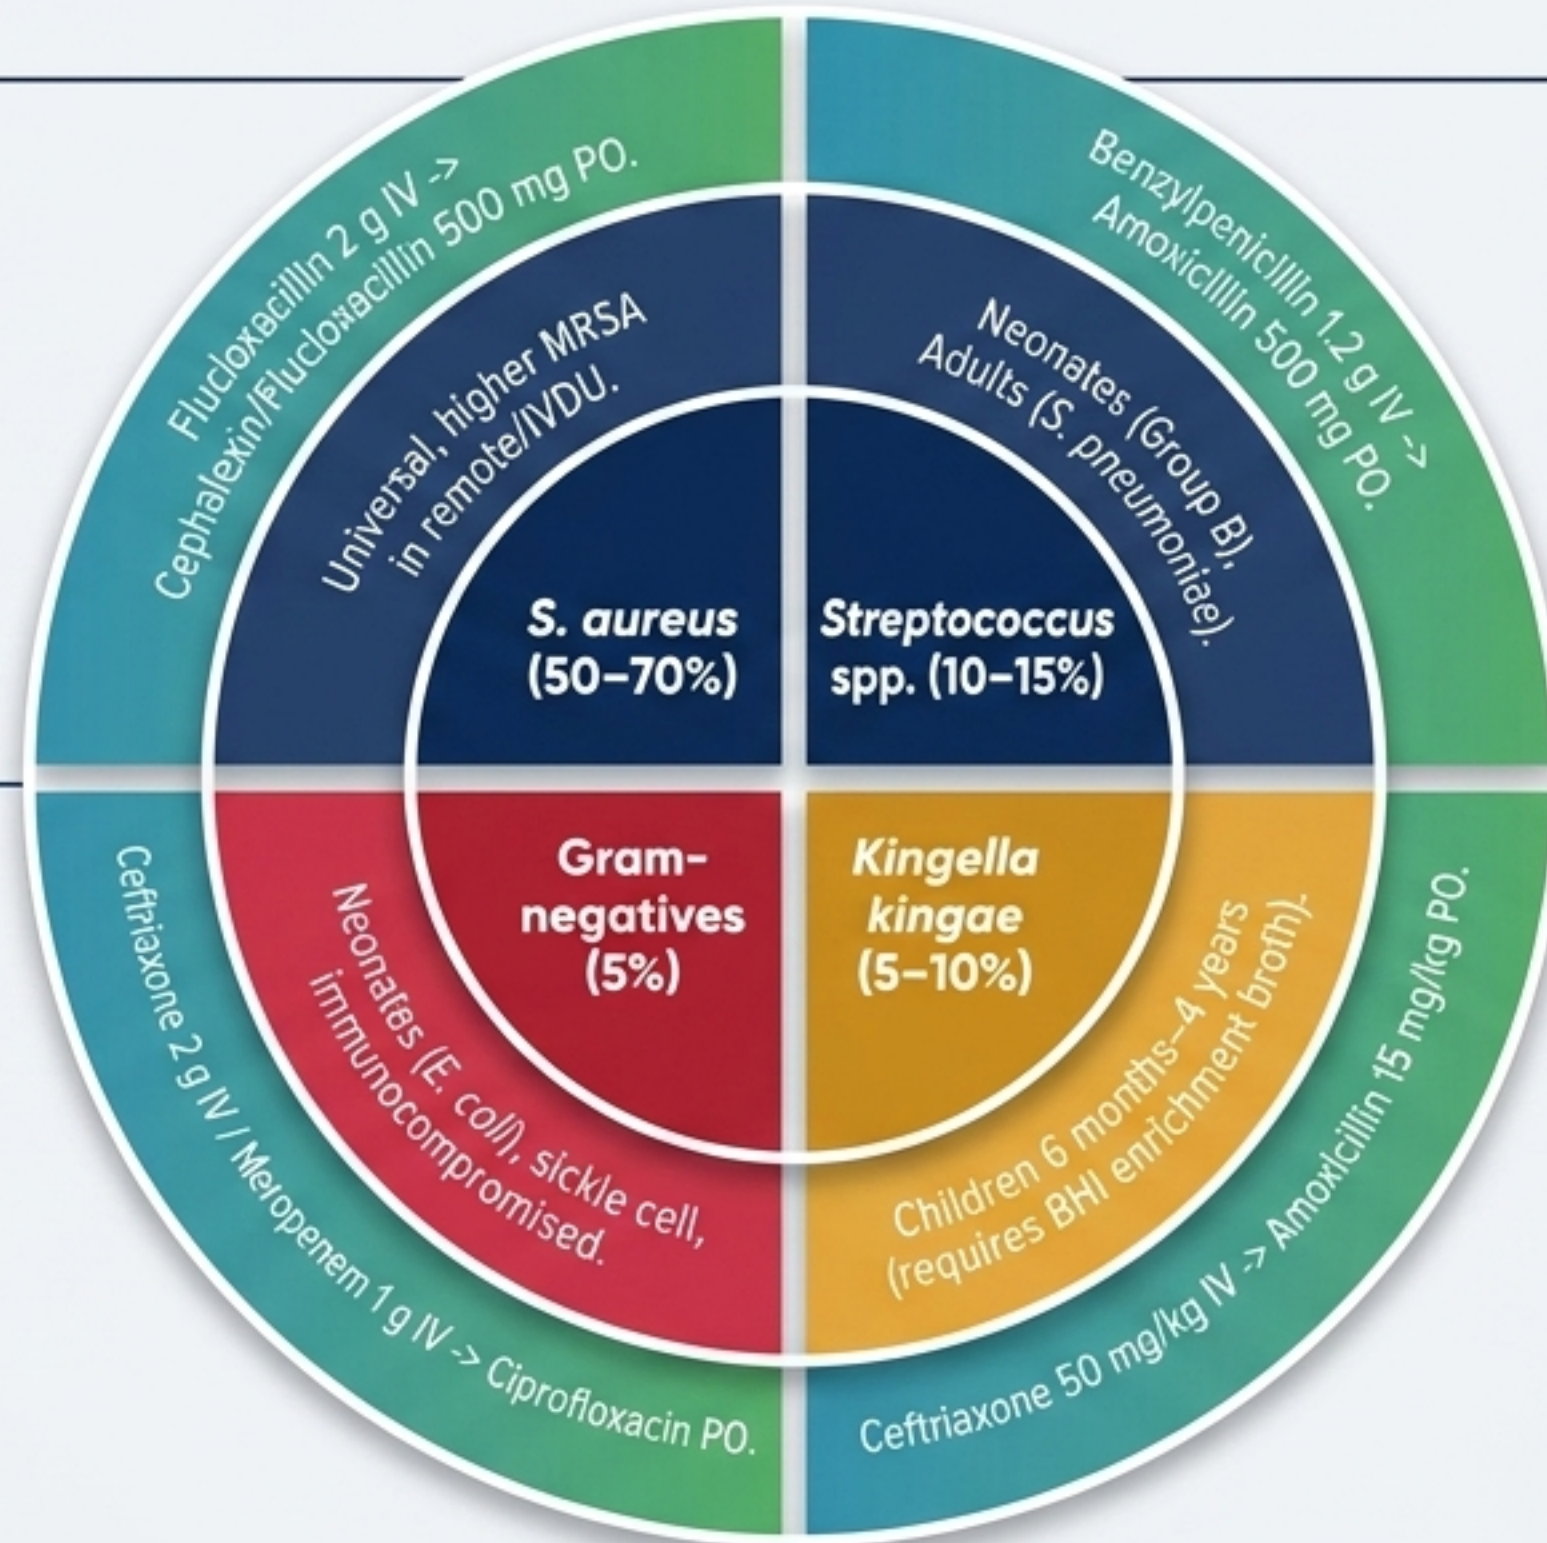 Flucloxacillin 2 g IV ->
Cephalexin/Flucloxacillin 500 mg PO.
Universal, higher MRSA
in remote/IVDU.
S. aureus
(50–70%)
Benzylpenicillin 1.2 g IV ->
Amoxicillin 500 mg PO.
Neonates (Group B),
Adults (S. pneumoniae).
Streptococcus
spp. (10–15%)
Gram-
negatives
(5%)
Neonates (E. coli), sickle cell,
immunocompromised.
Ceftriaxone 2 g IV / Meropenem 1 g IV -> Ciprofloxacin PO.
Kingella
kingae
(5–10%)
Children 6 months–4 years
(requires BHI enrichment broth).
Ceftriaxone 50 mg/kg IV -> Amoxicillin 15 mg/kg PO.